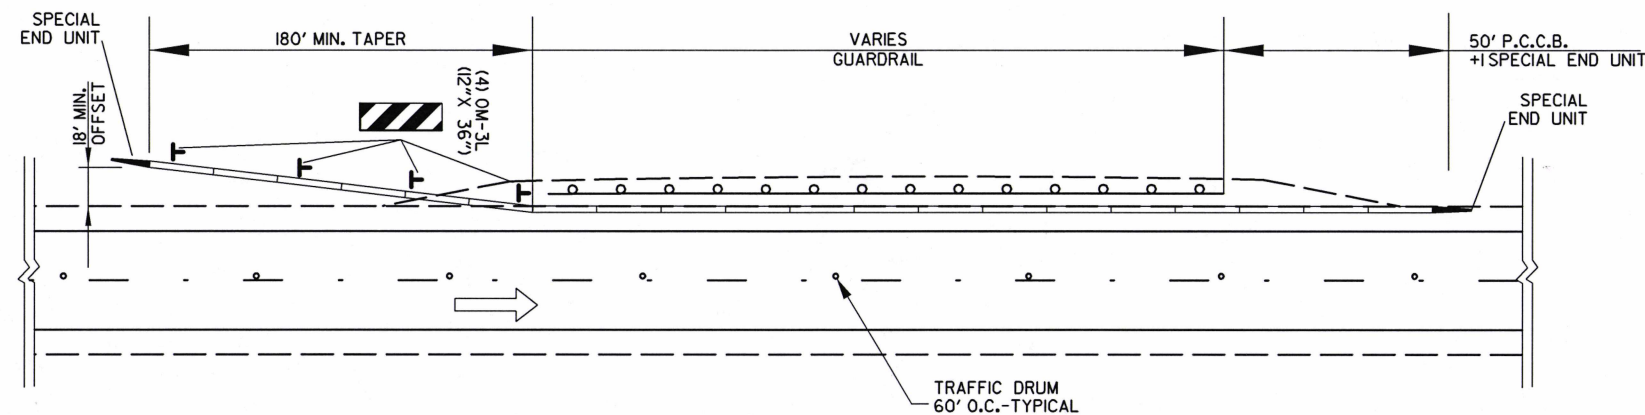 SPECIAL
END UNIT
180' MIN. TAPER
VARIES
GUARDRAIL
50' P.C.C.B.
+1 SPECIAL END UNIT
18' MIN.
OFFSET
(4) OM-3L
(12"X 36")
SPECIAL
END UNIT
TRAFFIC DRUM
60' O.C.-TYPICAL